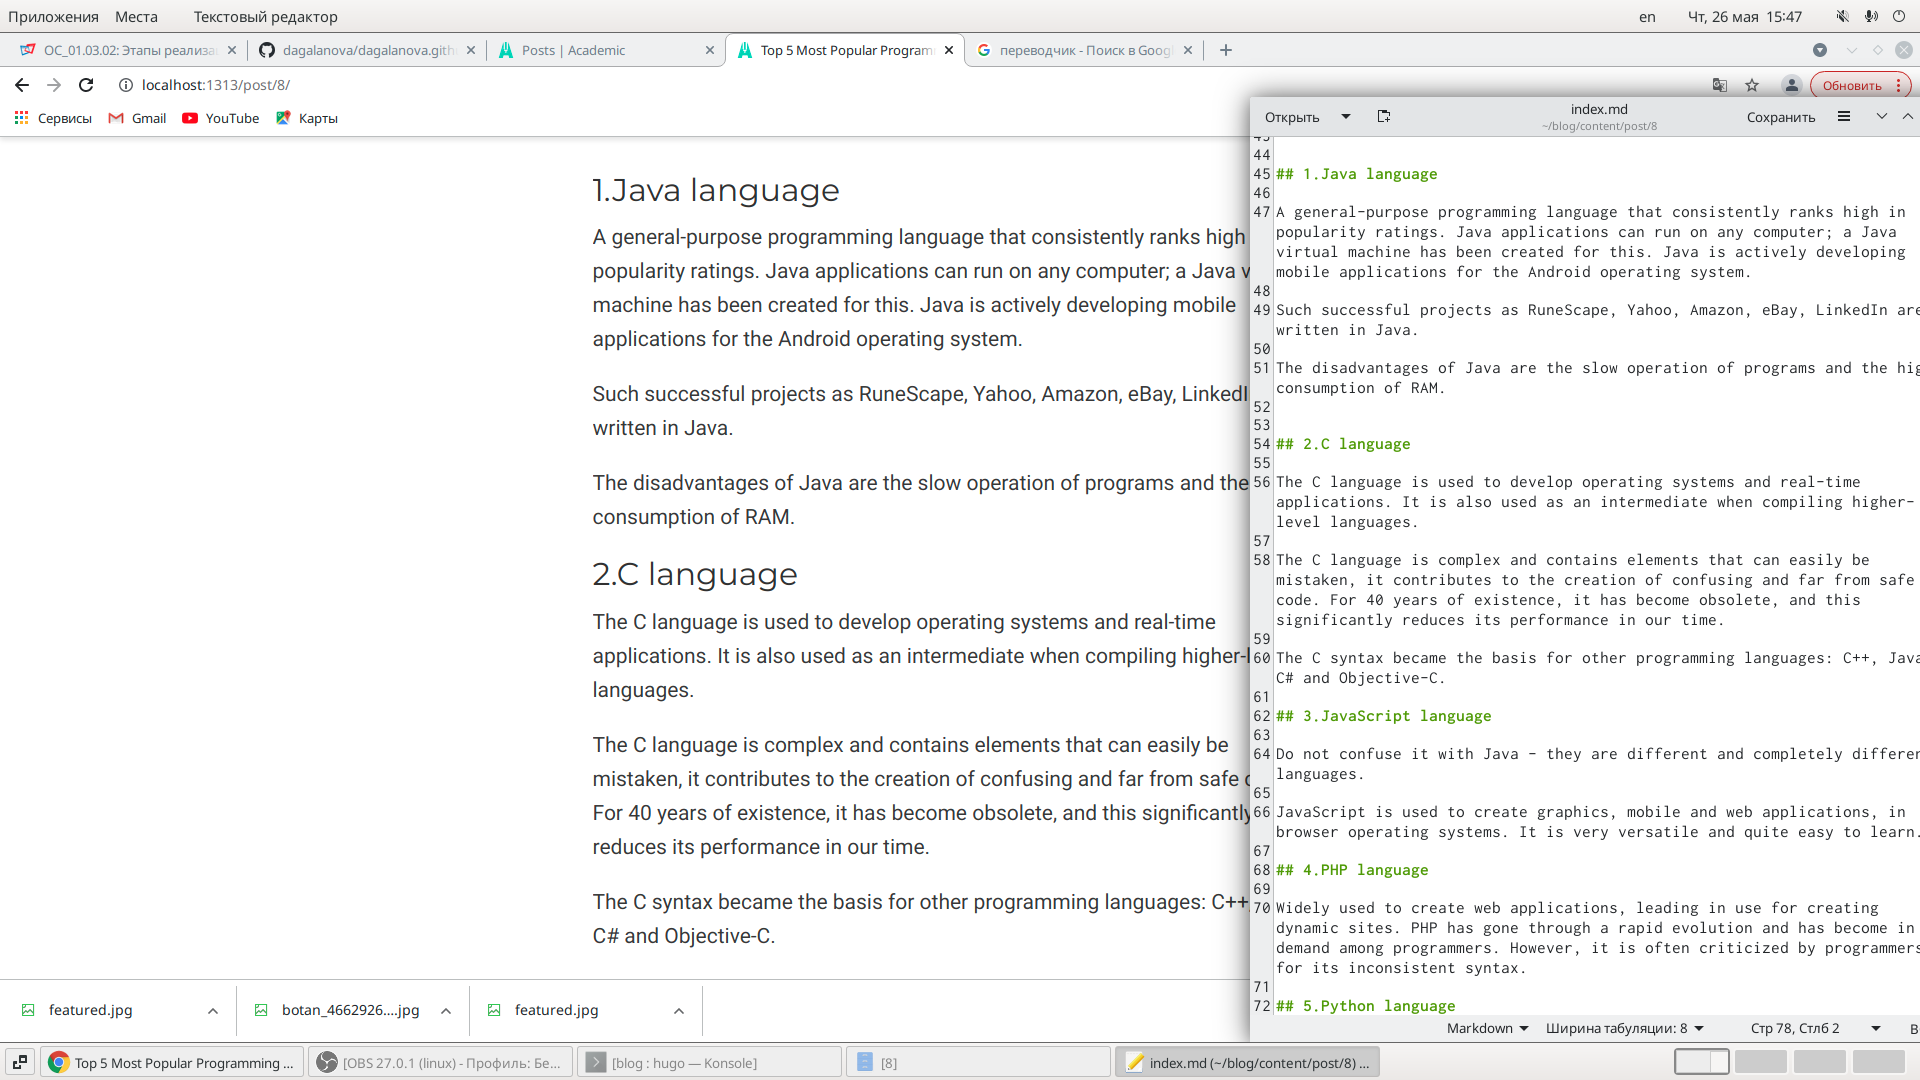 Приложения Места Текстовый редактор en Чт, 26 мая 15:47
ОС_01.03.02: Этапы реализа dagalanova/dagalanova.gith Posts | Academic Top 5 Most Popular Program переводчик - Поиск в Goog
localhost:1313/post/8/ Обновить
Сервисы Gmail YouTube Карты
1.Java language
A general-purpose programming language that consistently ranks high
popularity ratings. Java applications can run on any computer; a Java v
machine has been created for this. Java is actively developing mobile
applications for the Android operating system.
Such successful projects as RuneScape, Yahoo, Amazon, eBay, LinkedI
written in Java.
The disadvantages of Java are the slow operation of programs and the
consumption of RAM.
2.C language
The C language is used to develop operating systems and real-time
applications. It is also used as an intermediate when compiling higher-l
languages.
The C language is complex and contains elements that can easily be
mistaken, it contributes to the creation of confusing and far from safe
For 40 years of existence, it has become obsolete, and this significantly
reduces its performance in our time.
The C syntax became the basis for other programming languages: C++,
C# and Objective-C.
Открыть index.md Сохранить
~/blog/content/post/8
43
44
45 ## 1.Java language
46
47 A general-purpose programming language that consistently ranks high in
popularity ratings. Java applications can run on any computer; a Java
virtual machine has been created for this. Java is actively developing
mobile applications for the Android operating system.
48
49 Such successful projects as RuneScape, Yahoo, Amazon, eBay, LinkedIn are
written in Java.
50
51 The disadvantages of Java are the slow operation of programs and the hig
consumption of RAM.
52
53
54 ## 2.C language
55
56 The C language is used to develop operating systems and real-time
applications. It is also used as an intermediate when compiling higher-
level languages.
57
58 The C language is complex and contains elements that can easily be
mistaken, it contributes to the creation of confusing and far from safe
code. For 40 years of existence, it has become obsolete, and this
significantly reduces its performance in our time.
59
60 The C syntax became the basis for other programming languages: C++, Java
C# and Objective-C.
61
62 ## 3.JavaScript language
63
64 Do not confuse it with Java - they are different and completely differen
languages.
65
66 JavaScript is used to create graphics, mobile and web applications, in
browser operating systems. It is very versatile and quite easy to learn.
67
68 ## 4.PHP language
69
70 Widely used to create web applications, leading in use for creating
dynamic sites. PHP has gone through a rapid evolution and has become in
demand among programmers. However, it is often criticized by programmers
for its inconsistent syntax.
71
72 ## 5.Python language
Markdown Ширина табуляции: 8 Стр 78, Стлб 2 В
featured.jpg botan_4662926....jpg featured.jpg
Top 5 Most Popular Programming ... [OBS 27.0.1 (linux) - Профиль: Бе... [blog : hugo — Konsole] [8] index.md (~/blog/content/post/8) ...